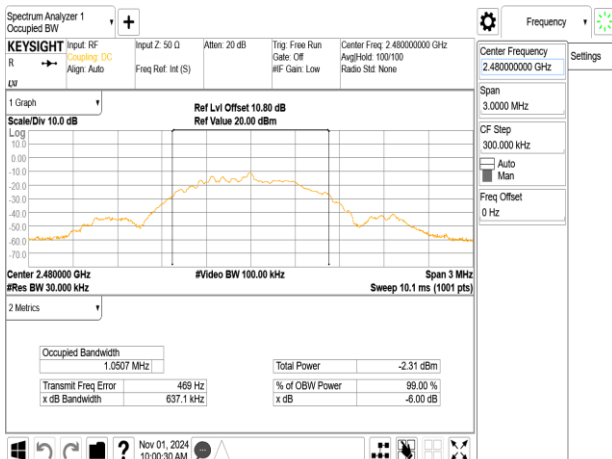 Spectrum Analyzer 1
Occupied BW
Frequency
KEYSIGHT
R
LXI
Input: RF
Coupling: DC
Align: Auto
Input Z: 50 Ω
Freq Ref: Int (S)
Atten: 20 dB
Trig: Free Run
Gate: Off
#IF Gain: Low
Center Freq: 2.480000000 GHz
Avg|Hold: 100/100
Radio Std: None
Center Frequency
2.480000000 GHz
Settings
Span
3.0000 MHz
CF Step
300.000 kHz
Auto
Man
Freq Offset
0 Hz
1 Graph
Scale/Div 10.0 dB
Ref Lvl Offset 10.80 dB
Ref Value 20.00 dBm
Log
10.0
0.00
-10.0
-20.0
-30.0
-40.0
-50.0
-60.0
-70.0
Center 2.480000 GHz
#Video BW 100.00 kHz
Span 3 MHz
#Res BW 30.000 kHz
Sweep 10.1 ms (1001 pts)
2 Metrics
Occupied Bandwidth
1.0507 MHz
Total Power -2.31 dBm
Transmit Freq Error 469 Hz
% of OBW Power 99.00 %
x dB Bandwidth 637.1 kHz
x dB -6.00 dB
?
Nov 01, 2024
10:00:30 AM